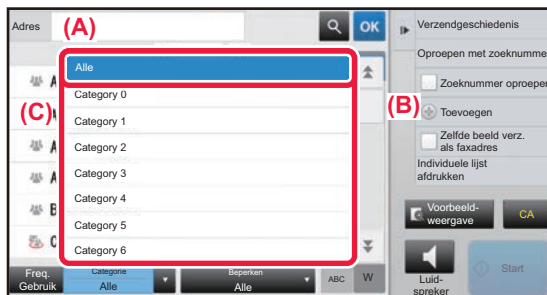 Adres
(A)
OK
Alle
Category 0
Category 1
Category 2
Category 3
Category 4
Category 5
Category 6
(C)
A
A
A
B
C
(B)
Freq.
Gebruik
Categorie
Alle
Beperken
Alle
ABC
W
Verzendgeschiedenis
Oproepen met zoeknumme
Zoeknummer oproeper
Toevoegen
Zelfde beeld verz.
als faxadres
Individuele lijst
afdrukken
Voorbeeld-
weergave
CA
Luid-
spreker
Start